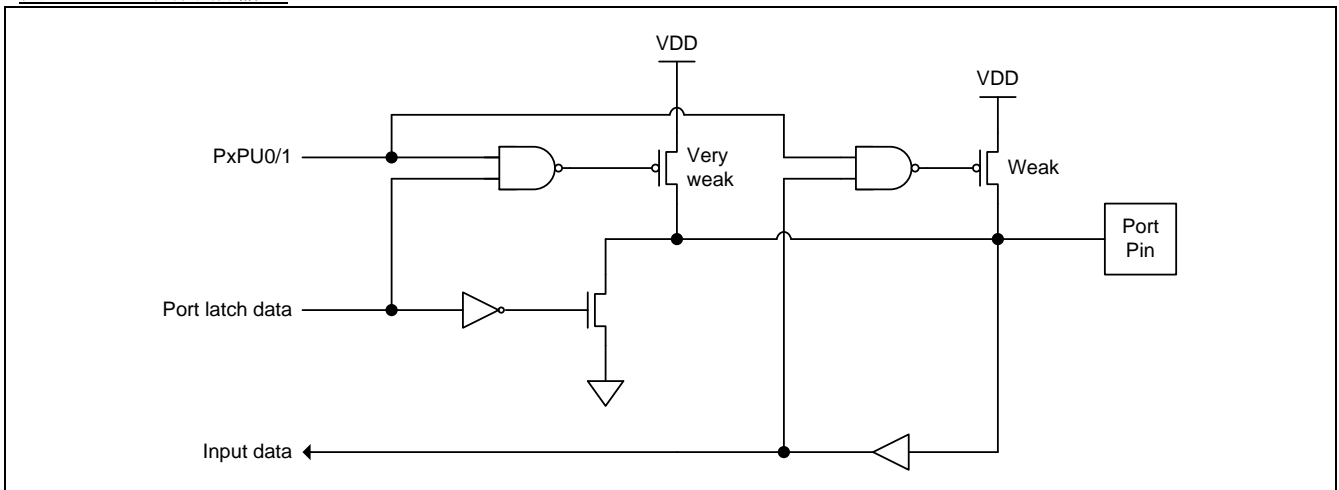 VDD
VDD
PxPU0/1
Very
weak
Weak
Port
Pin
Port latch data
Input data